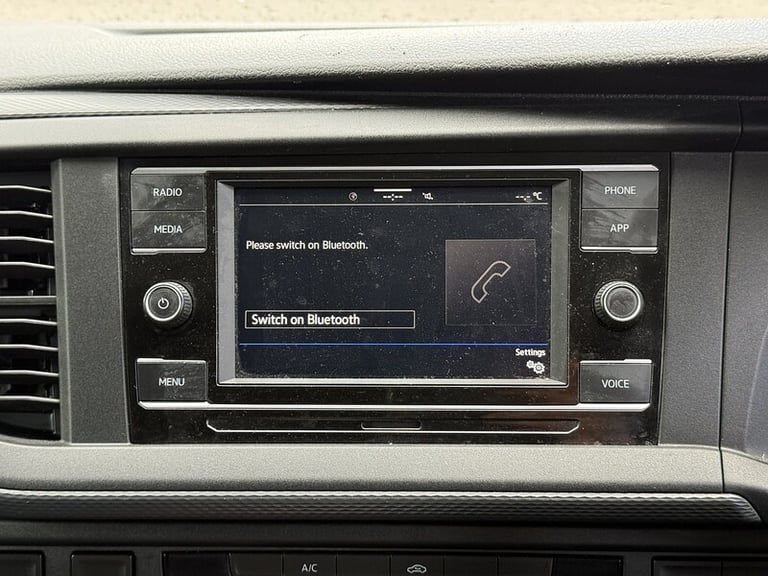 RADIO
MEDIA
MENU
--:--
--.- °C
Please switch on Bluetooth.
Switch on Bluetooth
Settings
PHONE
APP
VOICE
A/C